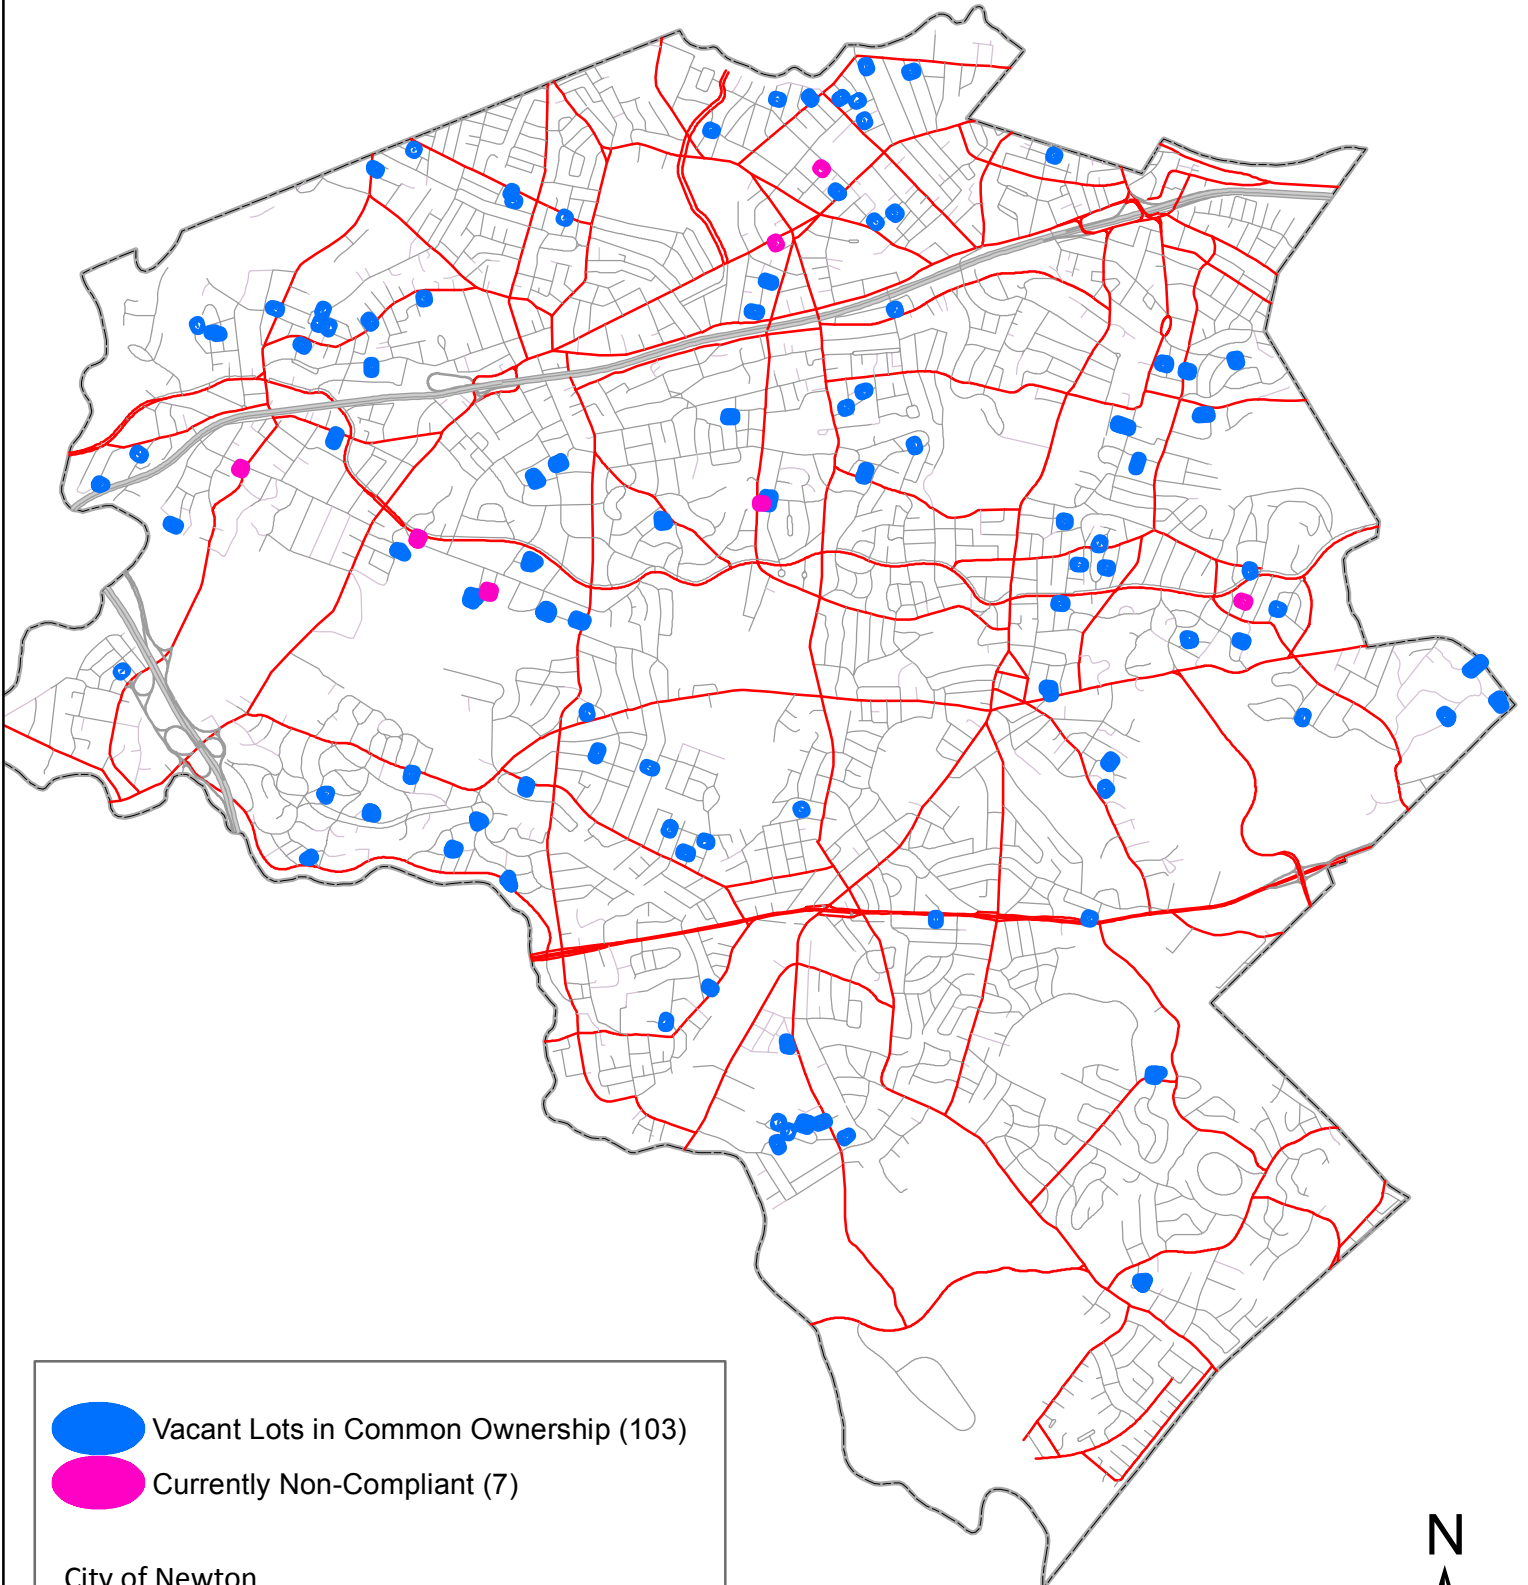 Vacant Lots in Common Ownership (103)
Currently Non-Compliant (7)
City of Newton
N